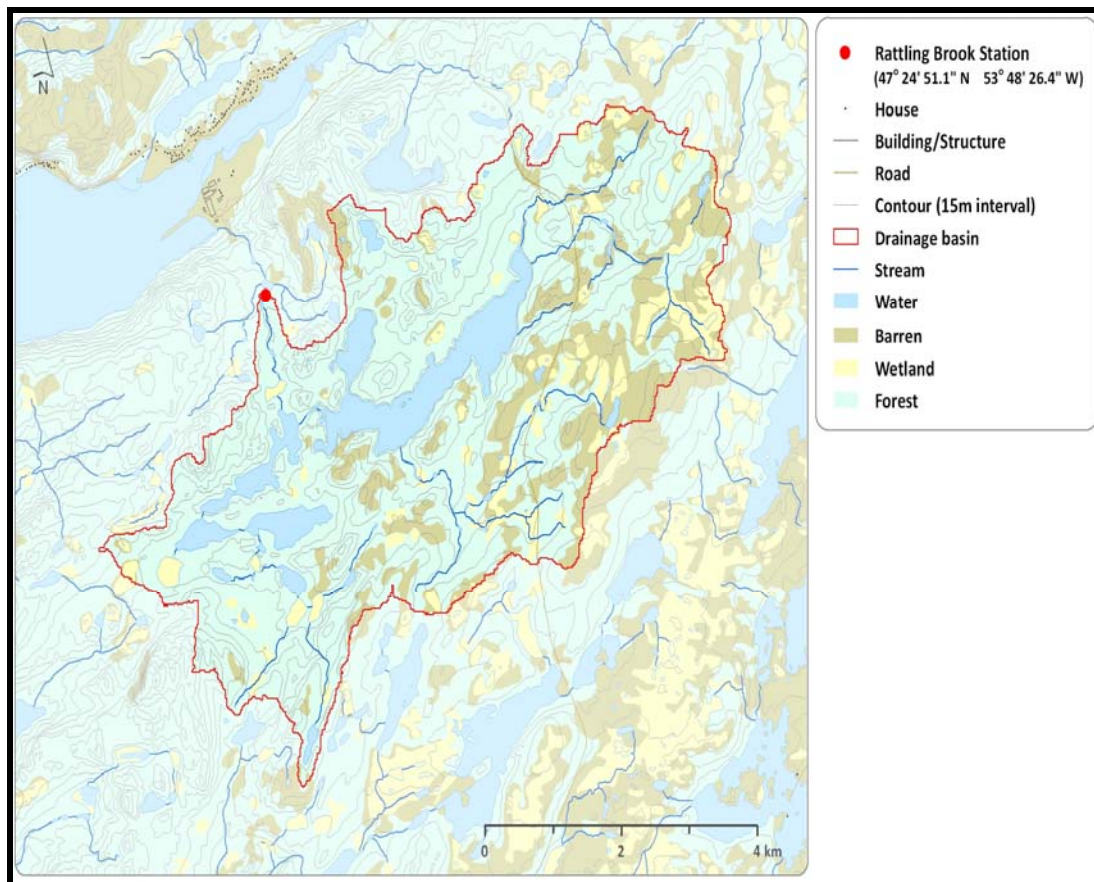 N
Rattling Brook Station
(47° 24' 51.1" N 53° 48' 26.4" W)
House
Building/Structure
Road
Contour (15m interval)
Drainage basin
Stream
Water
Barren
Wetland
Forest
0 2 4 km